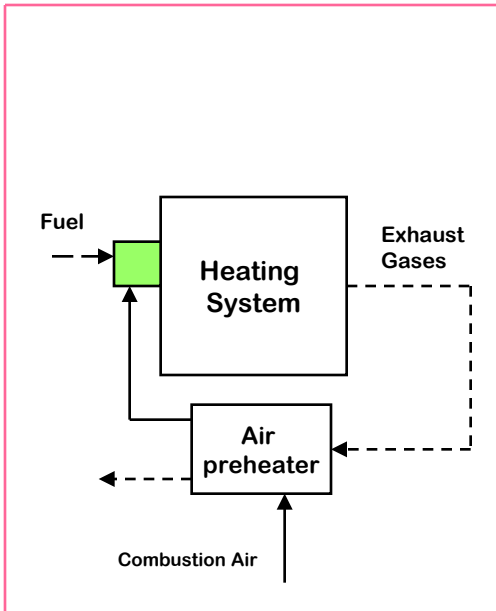 Fuel
Exhaust
Gases
Heating
System
Air
preheater
Combustion Air